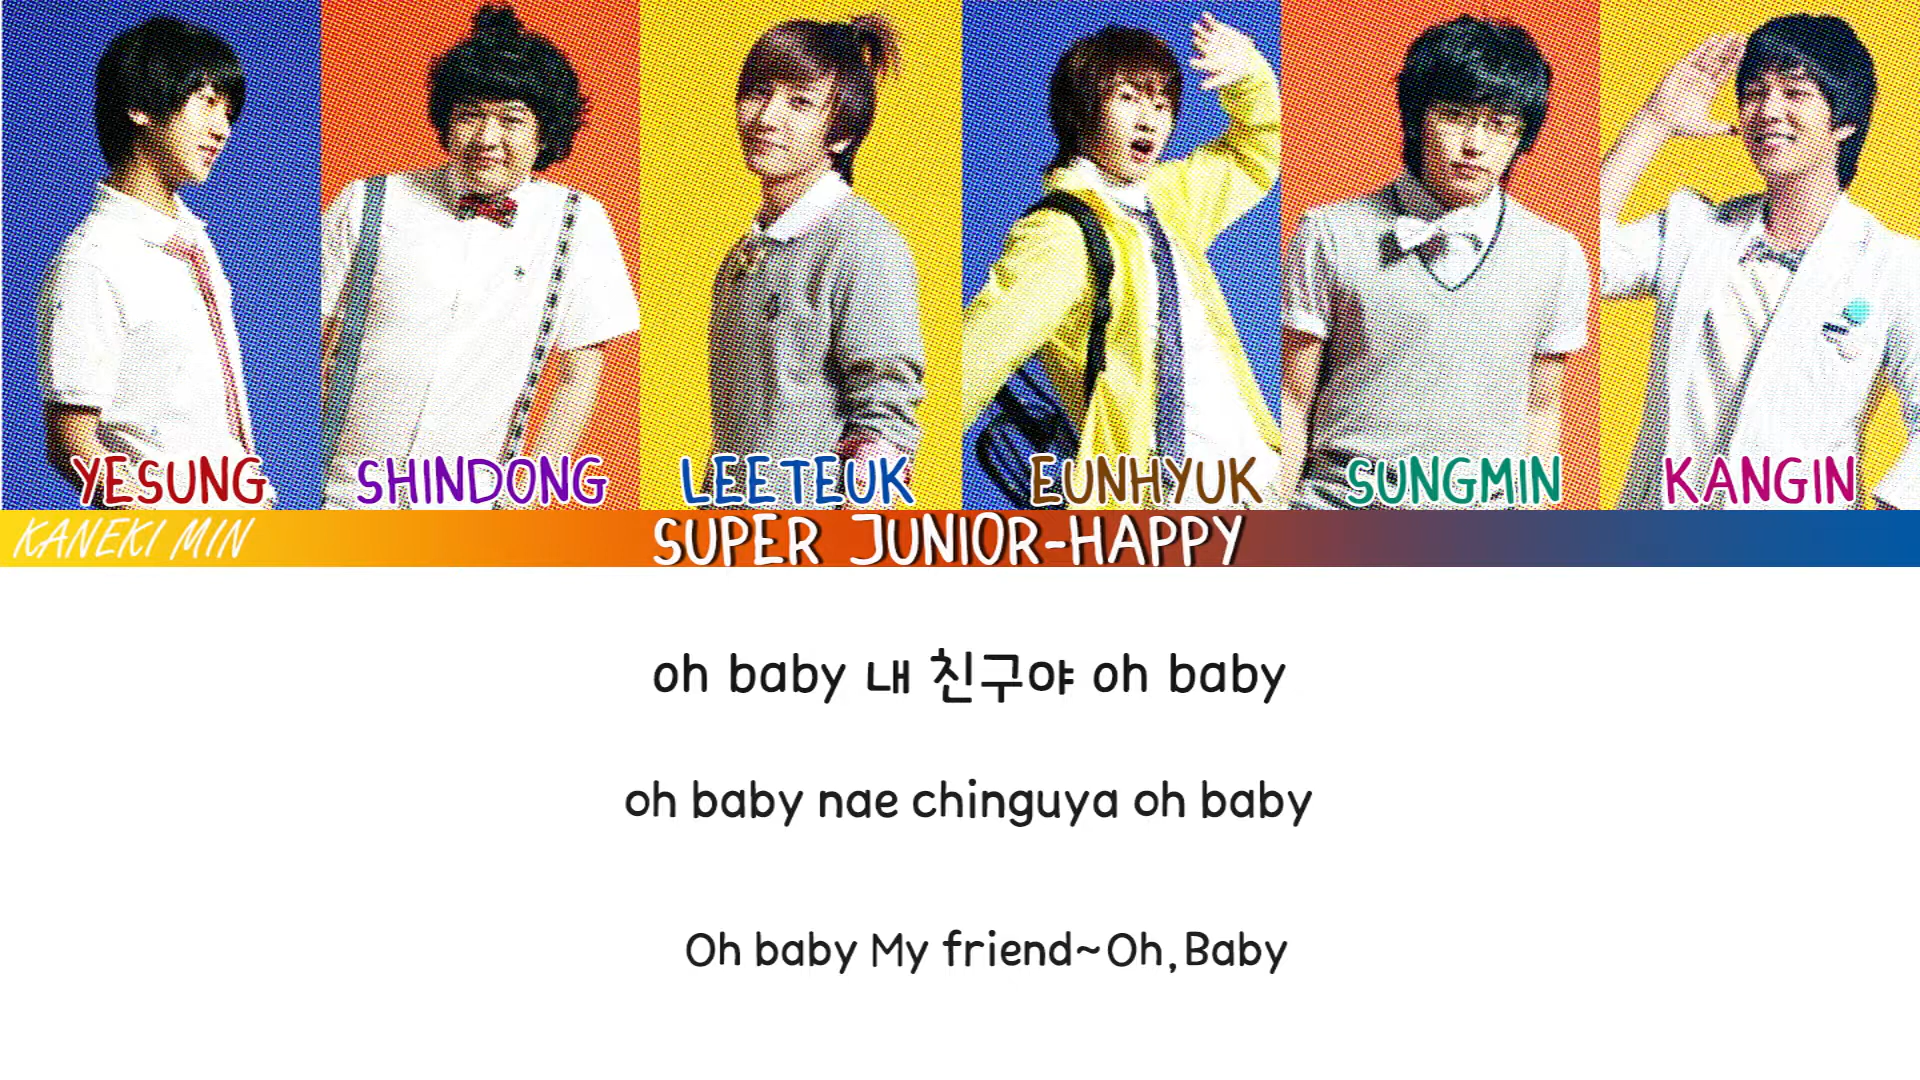 YESUNG SHINDONG LEETEUK EUNHYUK SUNGMIN KANGIN
KANEKI MIN SUPER JUNIOR-HAPPY
oh baby 내 친구야 oh baby
oh baby nae chinguya oh baby
Oh baby My friend~Oh,Baby